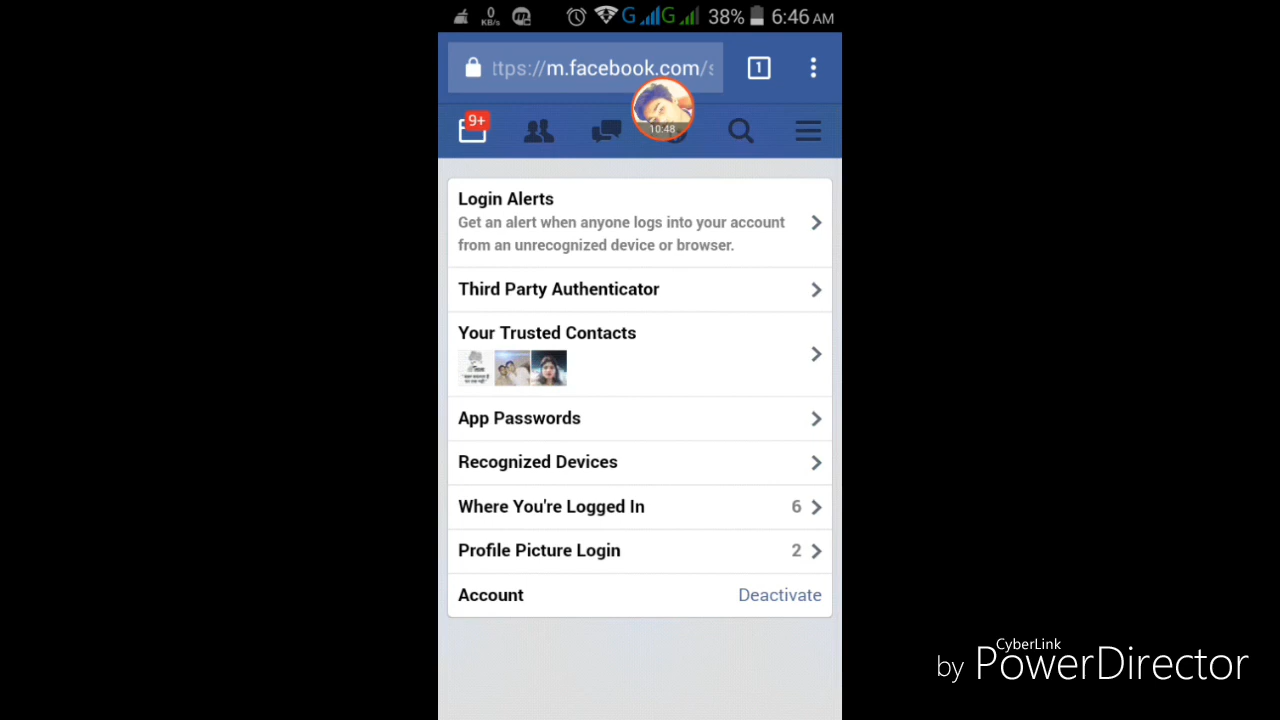 0
KB/s
G
G
38%
6:46 AM
ttps://m.facebook.com/s
1
9+
10:48
Login Alerts
Get an alert when anyone logs into your account
from an unrecognized device or browser.
Third Party Authenticator
Your Trusted Contacts
App Passwords
Recognized Devices
Where You're Logged In 6
Profile Picture Login 2
Account Deactivate
CyberLink
by PowerDirector